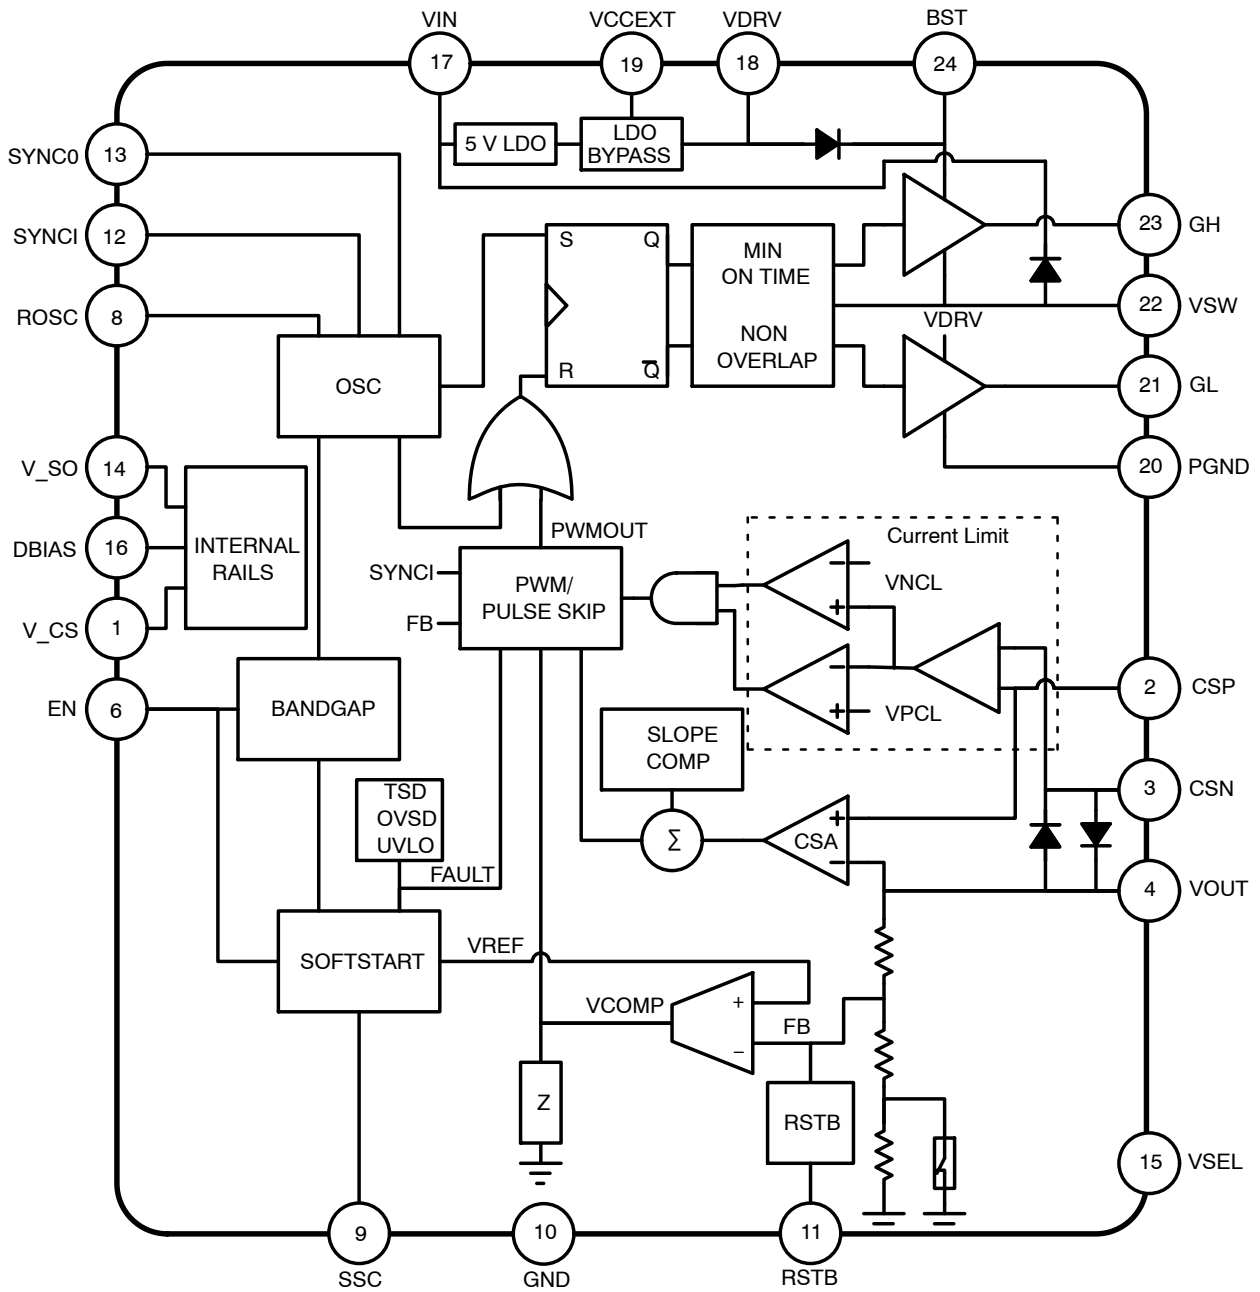 VIN
VCCEXT
VDRV
BST
17
19
18
24
5 V LDO
LDO
BYPASS
SYNC0
13
SYNCI
12
ROSC
8
S
Q
R
Q̅
MIN
ON TIME
NON
OVERLAP
23
GH
22
VSW
VDRV
21
GL
20
PGND
OSC
V_SO
14
DBIAS
16
V_CS
1
INTERNAL
RAILS
PWMOUT
SYNCI
FB
PWM/
PULSE SKIP
Current Limit
−
VNCL
+
−
VPCL
+
2
CSP
EN
6
BANDGAP
SLOPE
COMP
3
CSN
TSD
OVSD
UVLO
FAULT
Σ
CSA
+
−
4
VOUT
SOFTSTART
VREF
VCOMP
+
−
FB
Z
RSTB
15
VSEL
9
SSC
10
GND
11
RSTB